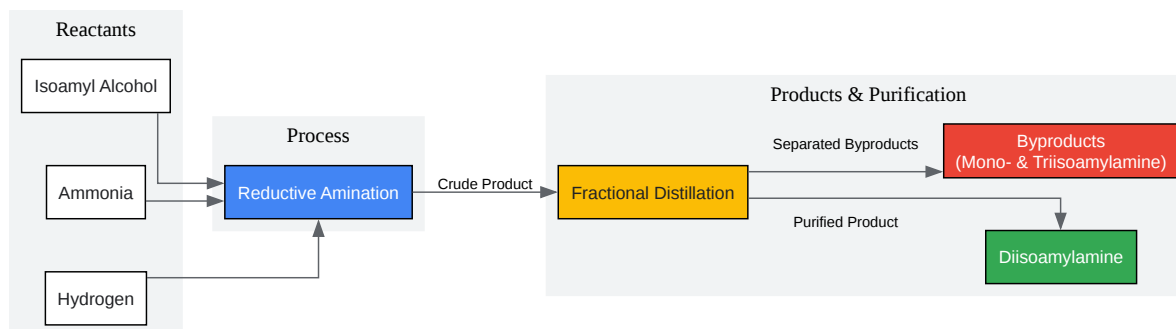 Reactants
Isoamyl Alcohol
Ammonia
Hydrogen
Process
Reductive Amination
Crude Product
Products & Purification
Fractional Distillation
Separated Byproducts
Purified Product
Byproducts
(Mono- & Triisoamylamine)
Diisoamylamine